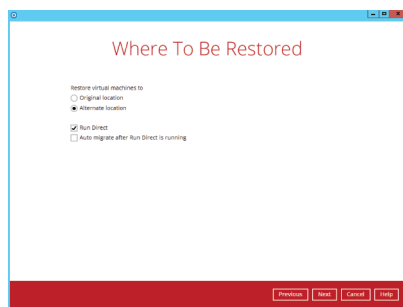 Where To Be Restored
Restore virtual machines to
Original location
Alternate location
Run Direct
Auto migrate after Run Direct is running
Previous Next Cancel Help